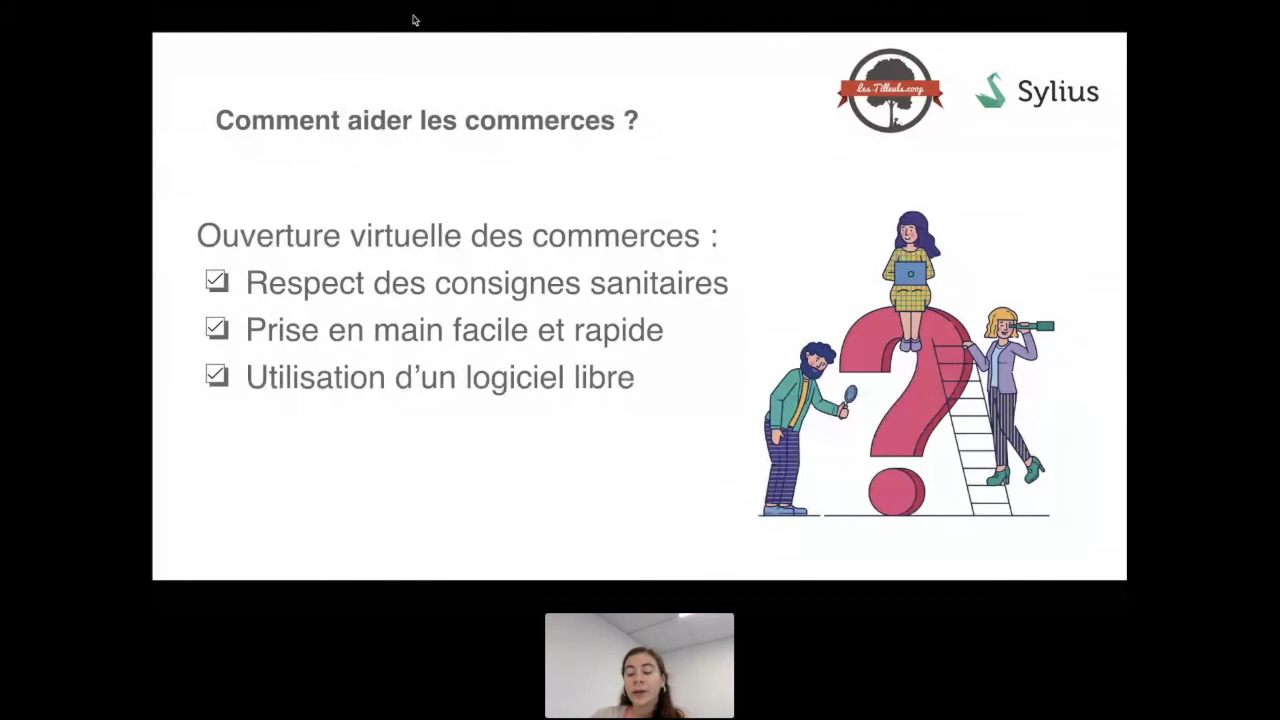 Les Tilleuls.coop
Sylius
Comment aider les commerces ?
Ouverture virtuelle des commerces :
Respect des consignes sanitaires
Prise en main facile et rapide
Utilisation d’un logiciel libre